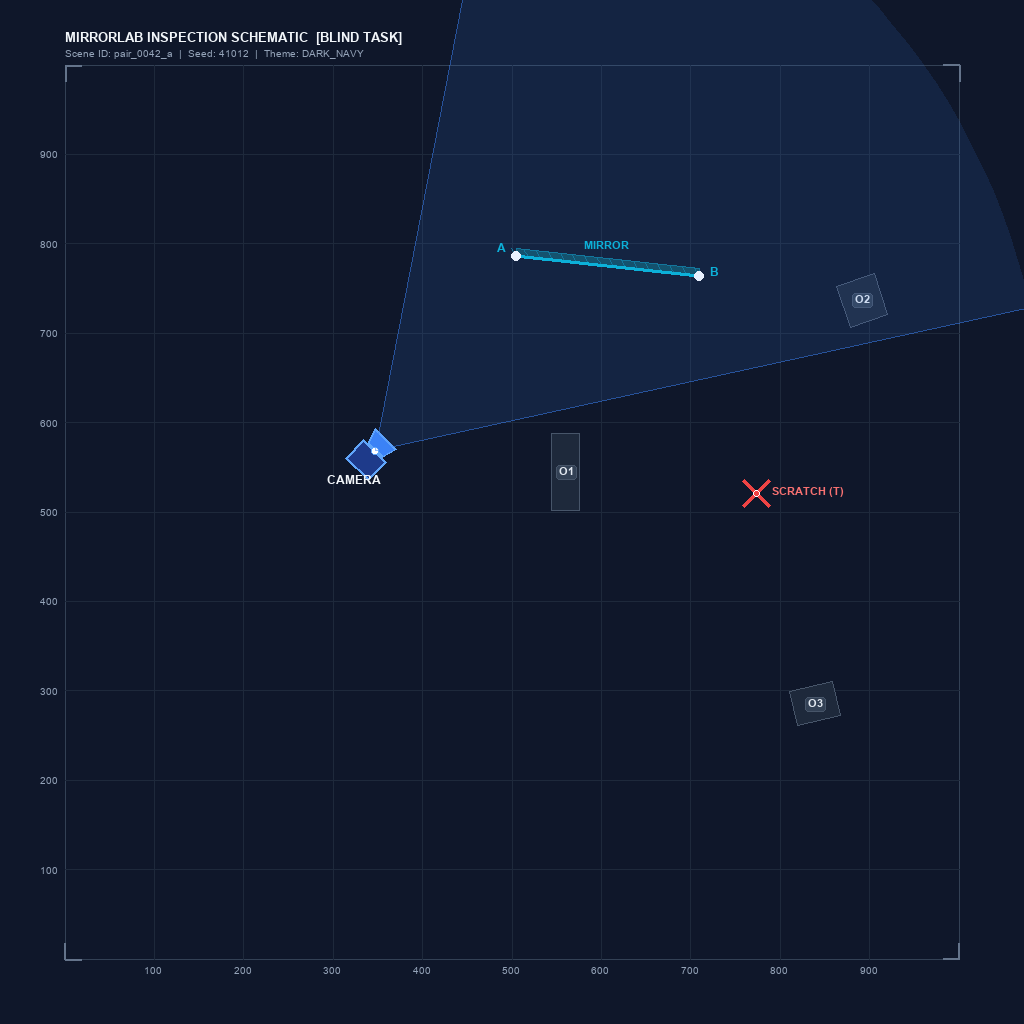 MIRRORLAB INSPECTION SCHEMATIC [BLIND TASK]
Scene ID: pair_0042_a | Seed: 41012 | Theme: DARK_NAVY
900
A
MIRROR
800
B
O2
700
600
O1
CAMERA
SCRATCH (T)
500
400
300
O3
200
100
100 200 300 400 500 600 700 800 900